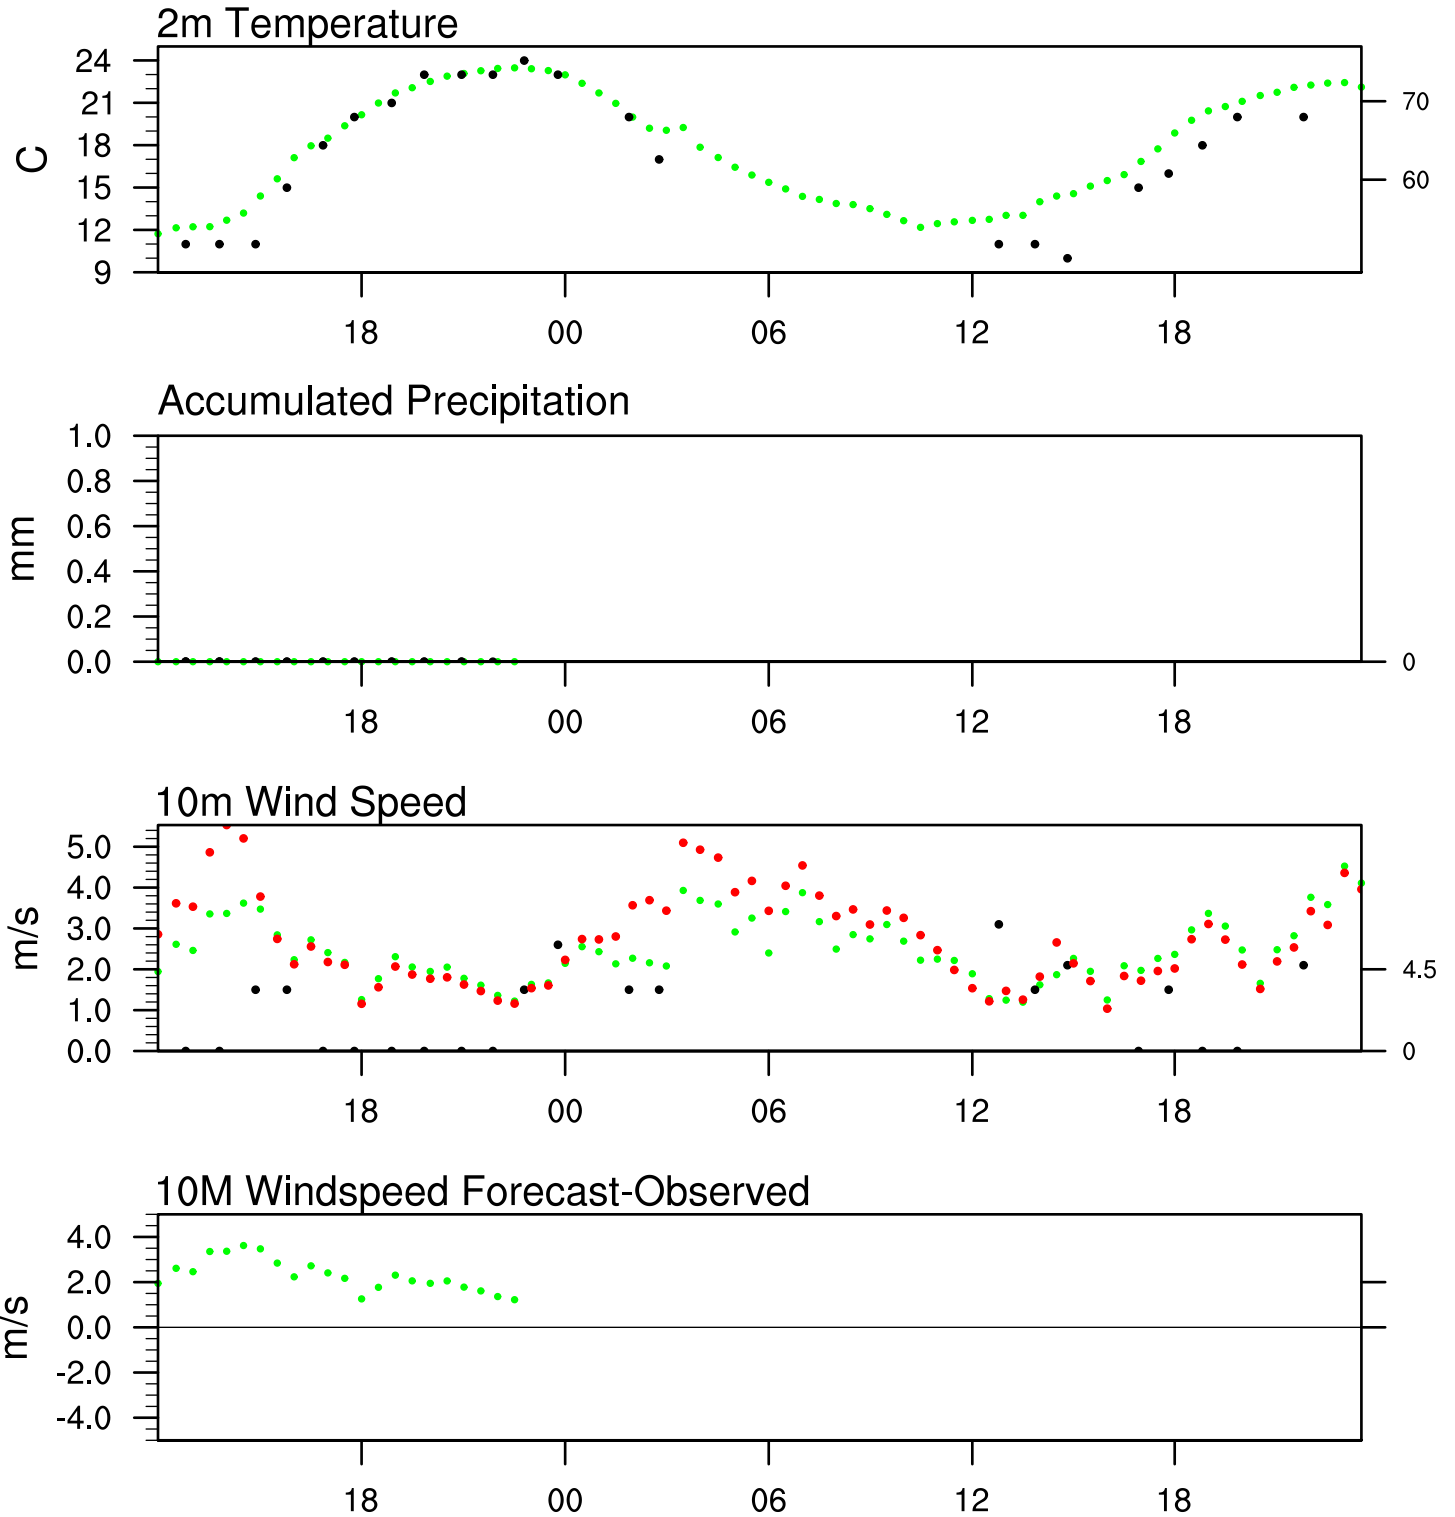 2m Temperature
24
21
18
15
12
9
C
70
60
18 00 06 12 18
Accumulated Precipitation
1.0
0.8
0.6
0.4
0.2
0.0
mm
0
18 00 06 12 18
10m Wind Speed
5.0
4.0
3.0
2.0
1.0
0.0
m/s
4.5
0
18 00 06 12 18
10M Windspeed Forecast-Observed
4.0
2.0
0.0
-2.0
-4.0
m/s
18 00 06 12 18